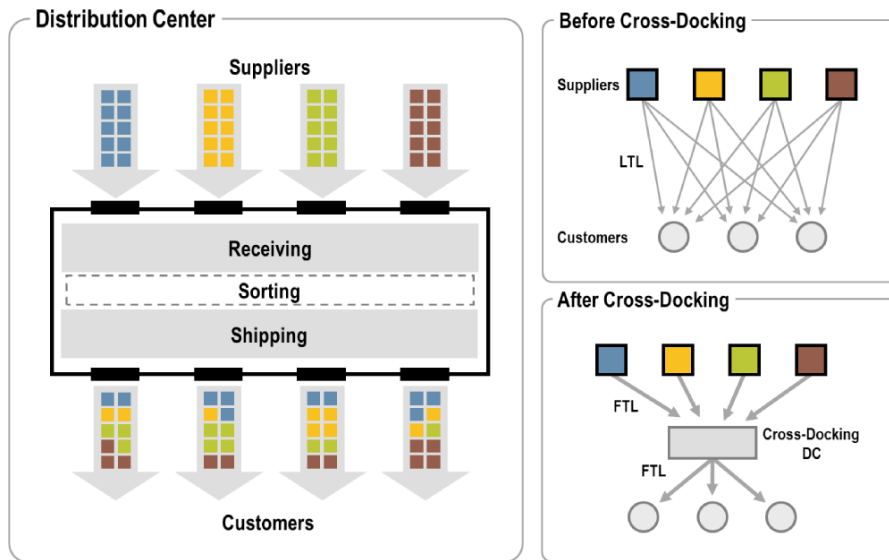 Distribution Center
Suppliers
Receiving
Sorting
Shipping
Customers
Before Cross-Docking
Suppliers
LTL
Customers
After Cross-Docking
FTL
Cross-Docking
DC
FTL